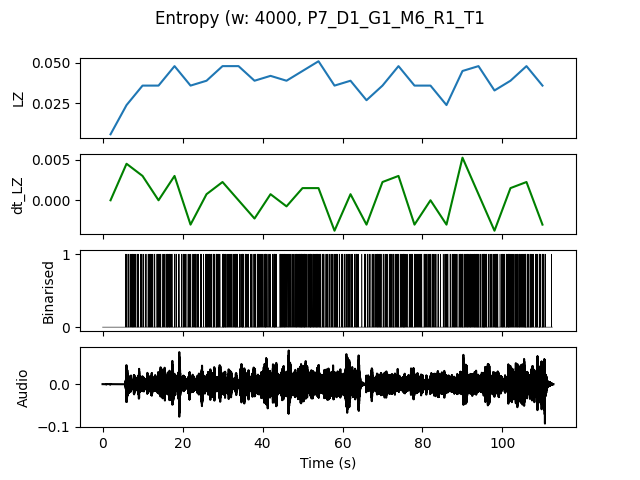 Entropy (w: 4000, P7_D1_G1_M6_R1_T1
0.050
0.025
LZ
0.005
0.000
dt_LZ
1
0
Binarised
0.0
−0.1
Audio
0 20 40 60 80 100
Time (s)